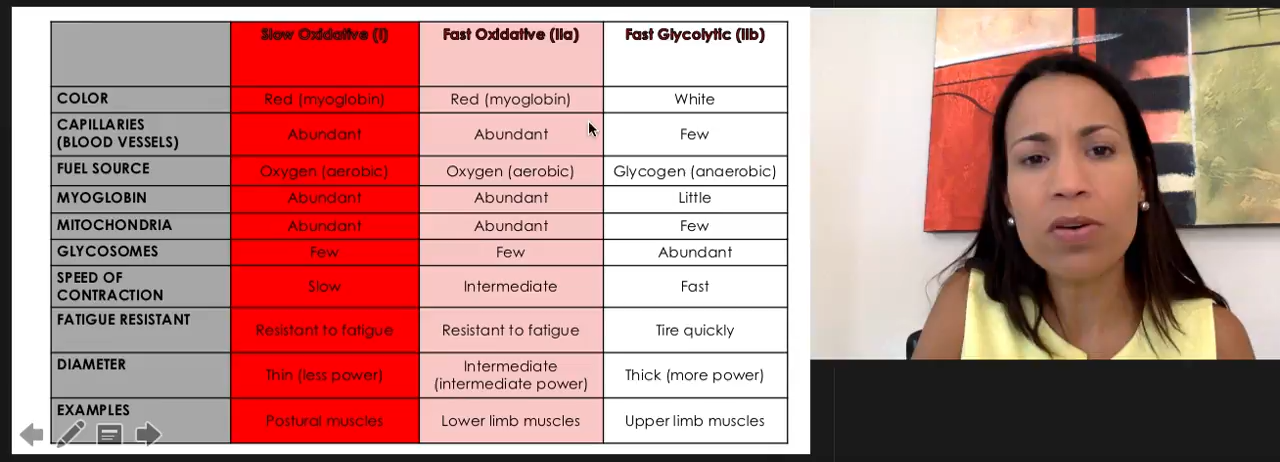 Slow Oxidative (I) Fast Oxidative (IIa) Fast Glycolytic (IIb)
COLOR Red (myoglobin) Red (myoglobin) White
CAPILLARIES
(BLOOD VESSELS) Abundant Abundant Few
FUEL SOURCE Oxygen (aerobic) Oxygen (aerobic) Glycogen (anaerobic)
MYOGLOBIN Abundant Abundant Little
MITOCHONDRIA Abundant Abundant Few
GLYCOSOMES Few Few Abundant
SPEED OF
CONTRACTION Slow Intermediate Fast
FATIGUE RESISTANT Resistant to fatigue Resistant to fatigue Tire quickly
DIAMETER Thin (less power) Intermediate
(intermediate power) Thick (more power)
EXAMPLES Postural muscles Lower limb muscles Upper limb muscles